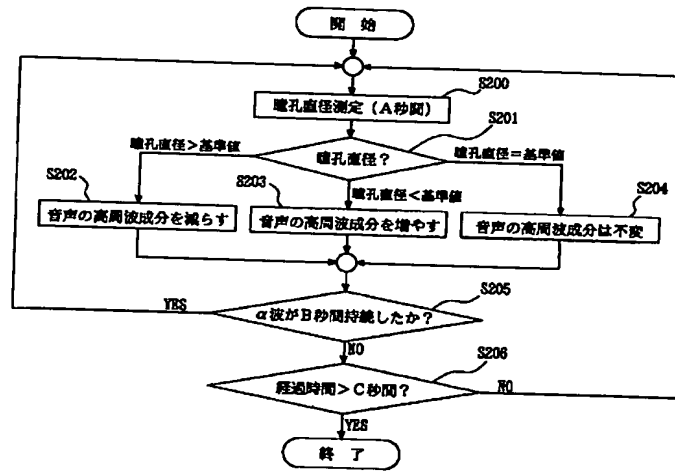 開始
S200
瞳孔直径測定(A秒間)
S201
瞳孔直径>基準値
瞳孔直径?
瞳孔直径=基準値
S202
S203
瞳孔直径<基準値
S204
音声の高周波成分を減らす
音声の高周波成分を増やす
音声の高周波成分は不変
S205
YES
α波がB秒間持続したか?
NO
S206
経過時間>C秒間?
NO
YES
終了